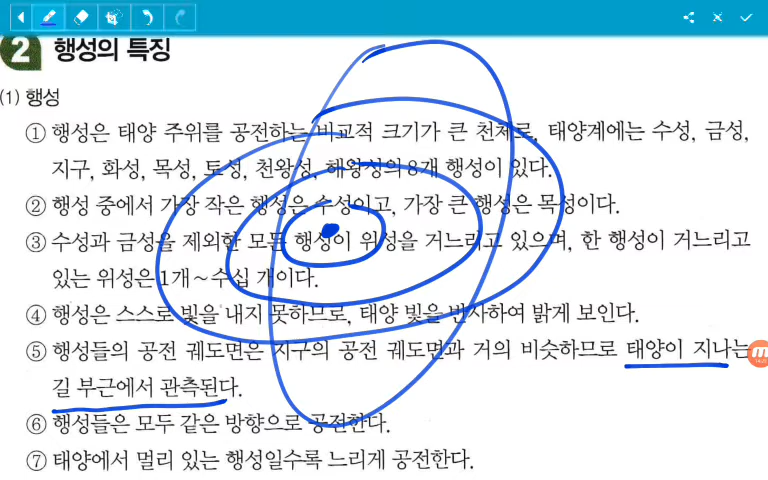 2 행성의 특징
(1) 행성
① 행성은 태양 주위를 공전하는 비교적 크기가 큰 천체로, 태양계에는 수성, 금성,
지구, 화성, 목성, 토성, 천왕성, 해왕성의 8개 행성이 있다.
② 행성 중에서 가장 작은 행성은 수성이고, 가장 큰 행성은 목성이다.
③ 수성과 금성을 제외한 모든 행성이 위성을 거느리고 있으며, 한 행성이 거느리고
있는 위성은 1개~수십 개이다.
④ 행성은 스스로 빛을 내지 못하므로, 태양 빛을 반사하여 밝게 보인다.
⑤ 행성들의 공전 궤도면은 지구의 공전 궤도면과 거의 비슷하므로 태양이 지나는
길 부근에서 관측된다.
⑥ 행성들은 모두 같은 방향으로 공전한다.
⑦ 태양에서 멀리 있는 행성일수록 느리게 공전한다.